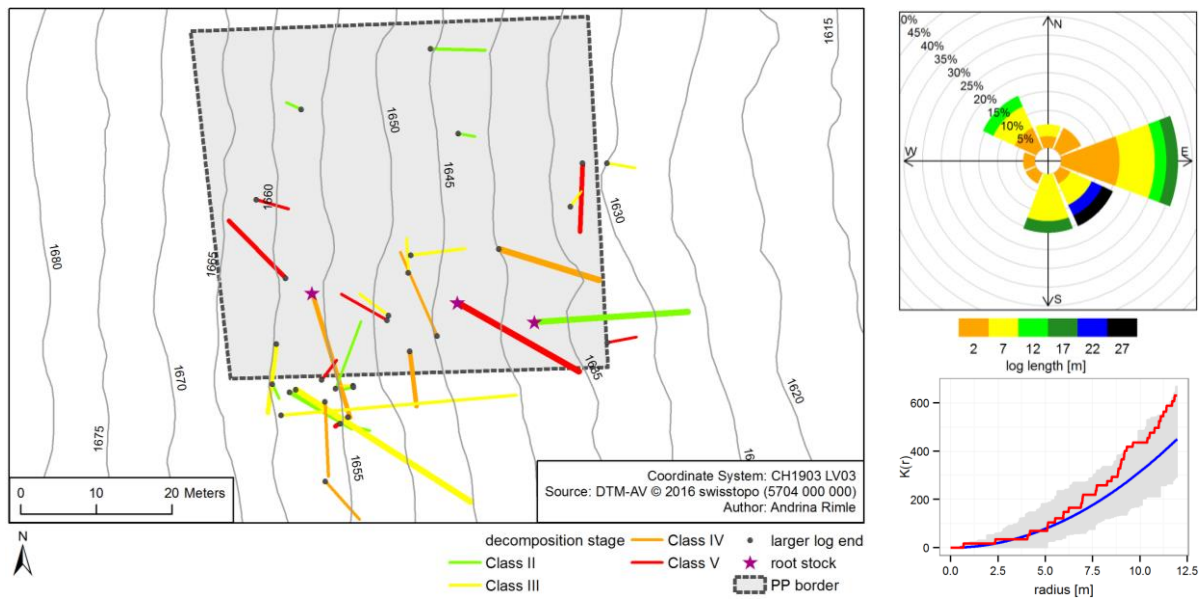 1650
1645
1660
1630
1615
1680
1665
1670
1675
1655
1635
1620
0 10 20 Meters
Coordinate System: CH1903 LV03
Source: DTM-AV © 2016 swisstopo (5704 000 000)
Author: Andrina Rimle
N
decomposition stage
Class II
Class III
Class IV
Class V
larger log end
root stock
PP border
N
E
S
W
45%
40%
35%
30%
25%
20%
15%
10%
5%
2 7 12 17 22 27
log length [m]
K(r)
600
400
200
0
0.0 2.5 5.0 7.5 10.0 12.5
radius [m]